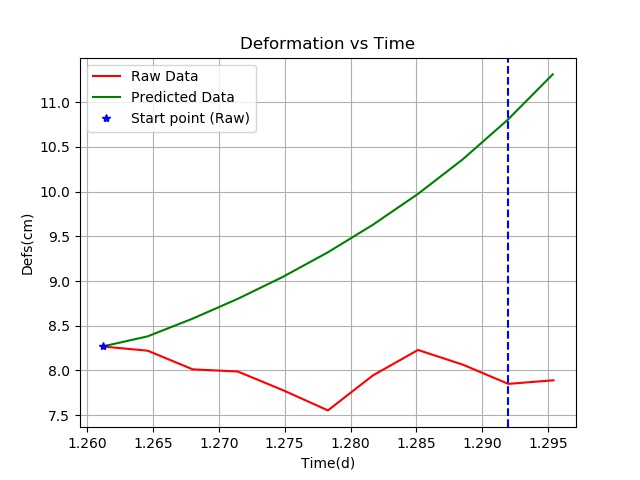 Deformation vs Time
Raw Data
Predicted Data
Start point (Raw)
11.0
10.5
10.0
9.5
9.0
8.5
8.0
7.5
Defs(cm)
1.260 1.265 1.270 1.275 1.280 1.285 1.290 1.295
Time(d)